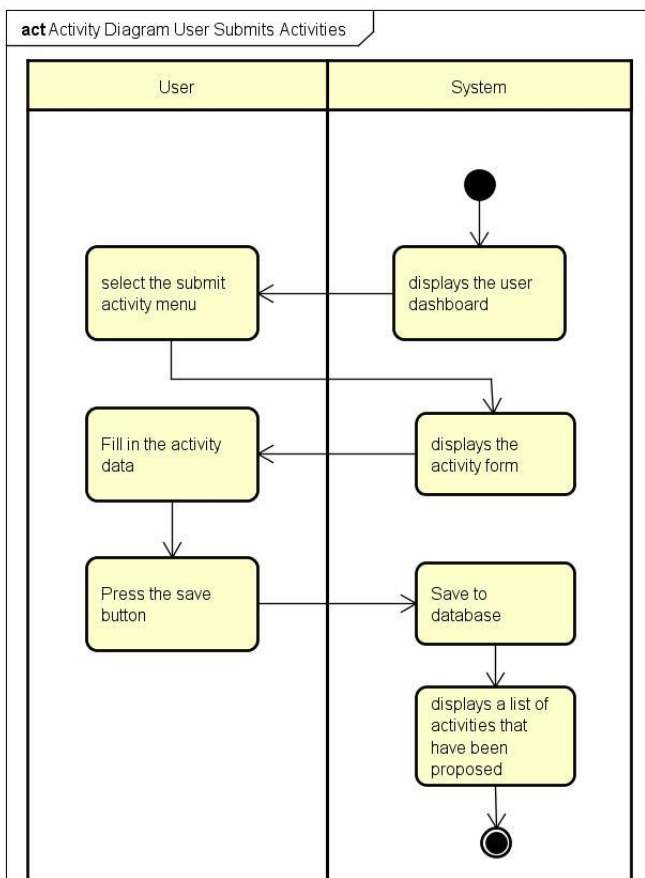 act Activity Diagram User Submits Activities
User
System
select the submit
activity menu
displays the user
dashboard
Fill in the activity
data
displays the
activity form
Press the save
button
Save to
database
displays a list of
activities that
have been
proposed